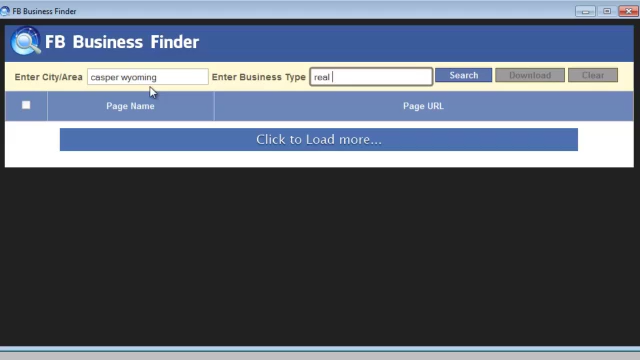 FB Business Finder
FB Business Finder
Enter City/Area casper wyoming Enter Business Type real Search Download Clear
Page Name Page URL
Click to Load more...